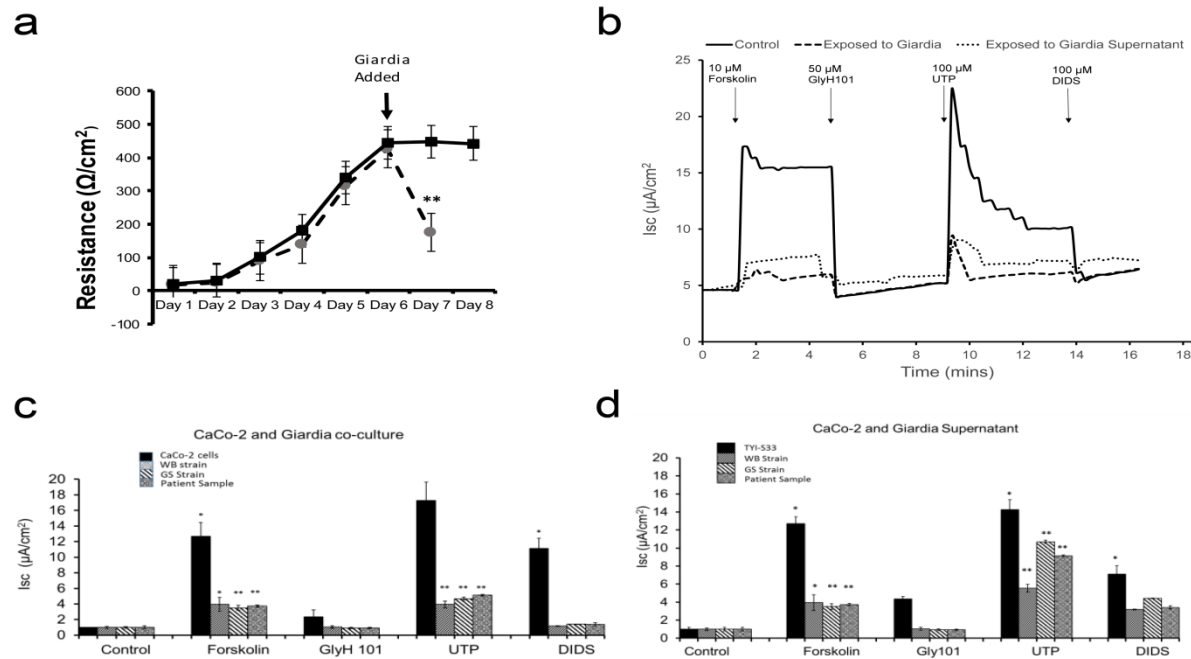 a
Giardia
Added
Resistance (Ω/cm²)
600
500
400
300
200
100
0
-100
**
Day 1 Day 2 Day 3 Day 4 Day 5 Day 6 Day 7 Day 8
b
Control Exposed to Giardia Exposed to Giardia Supernatant
10 µM
Forskolin
50 µM
GlyH101
100 µM
UTP
100 µM
DIDS
Isc (µA/cm²)
25
20
15
10
5
0
0 2 4 6 8 10 12 14 16 18
Time (mins)
c
CaCo-2 and Giardia co-culture
CaCo-2 cells
WB strain
GS Strain
Patient Sample
Isc (µA/cm²)
20
18
16
14
12
10
8
6
4
2
0
* * ** ** ** ** ** *
Control Forskolin GlyH 101 UTP DIDS
d
CaCo-2 and Giardia Supernatant
TYI-S33
WB Strain
GS Strain
Patient Sample
Isc (µA/cm²)
20
18
16
14
12
10
8
6
4
2
0
* * ** ** * ** ** ** *
Control Forskolin Gly101 UTP DIDS